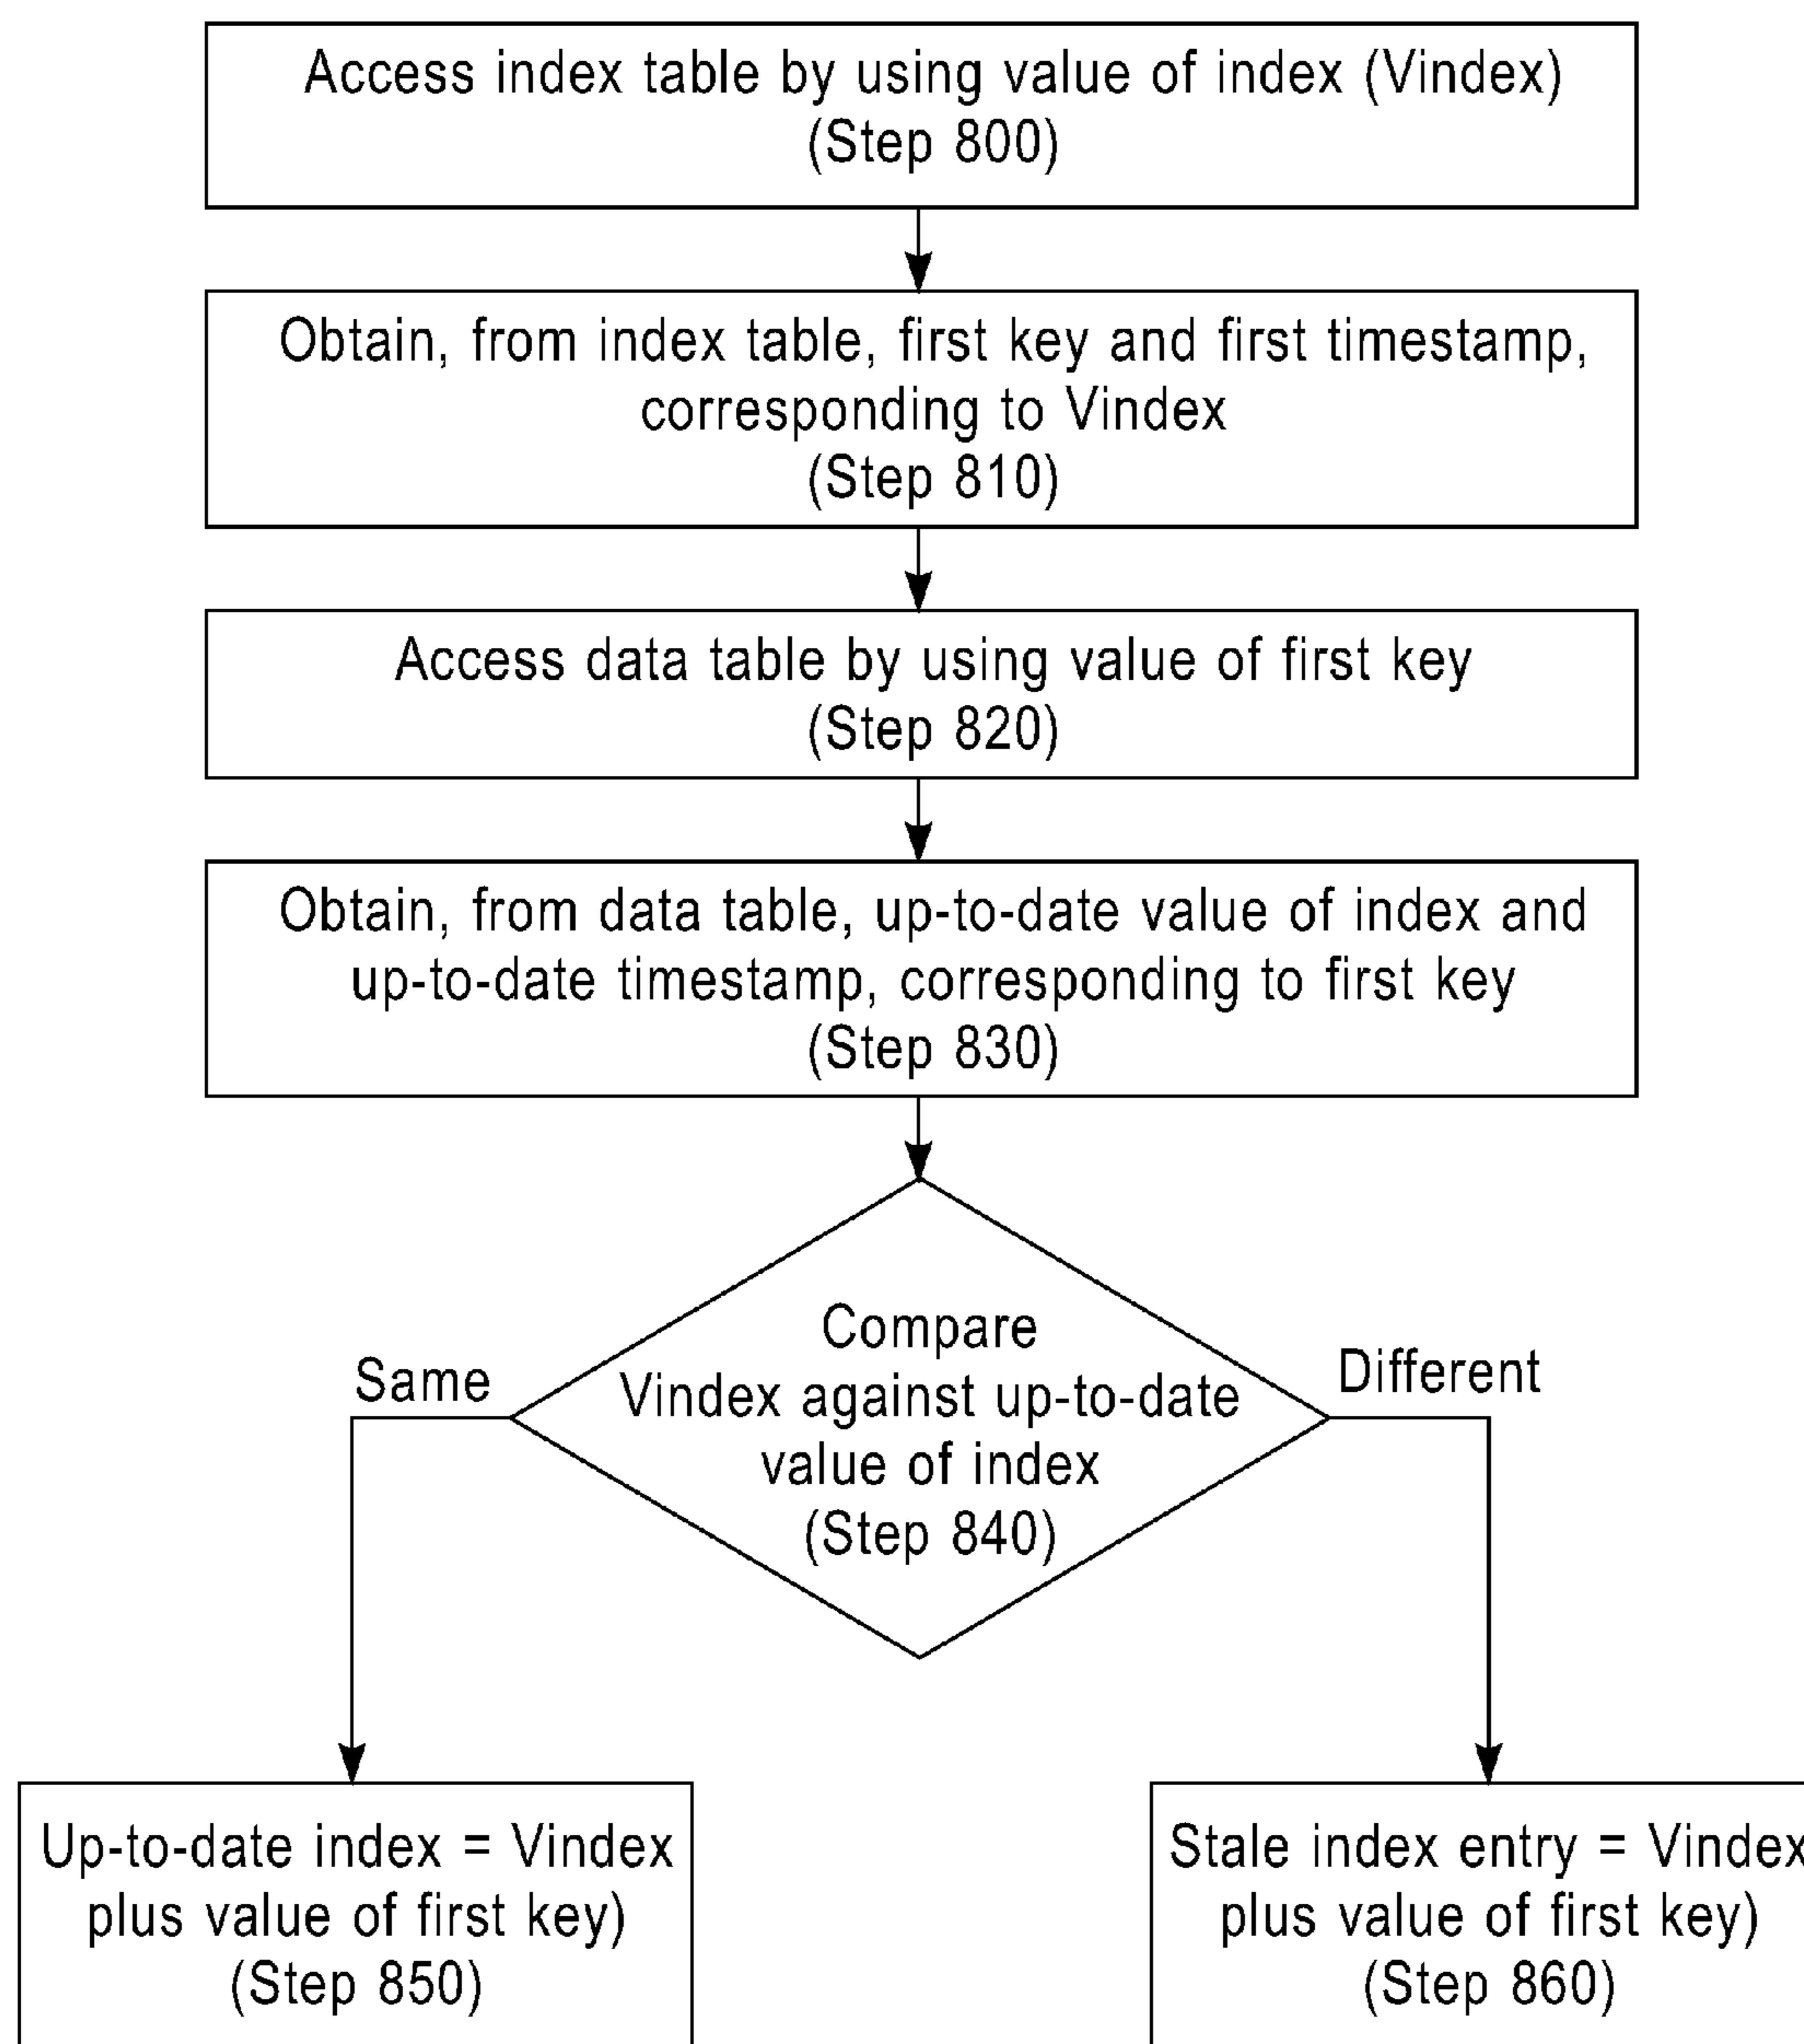 Access index table by using value of index (Vindex)
(Step 800)
Obtain, from index table, first key and first timestamp,
corresponding to Vindex
(Step 810)
Access data table by using value of first key
(Step 820)
Obtain, from data table, up-to-date value of index and
up-to-date timestamp, corresponding to first key
(Step 830)
Compare
Vindex against up-to-date
value of index
(Step 840)
Same
Different
Up-to-date index = Vindex
plus value of first key)
(Step 850)
Stale index entry = Vindex
plus value of first key)
(Step 860)